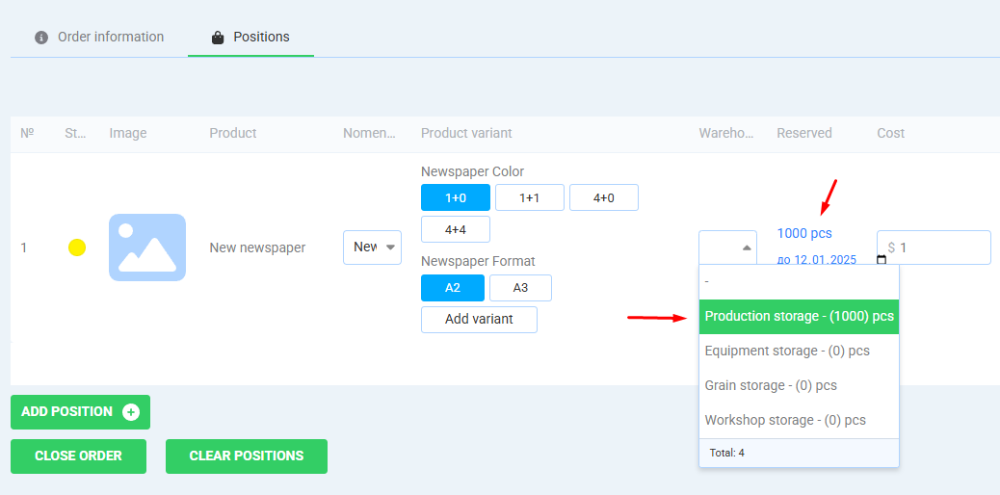 Order information
Positions
№ St... Image Product Nomen... Product variant Wareho... Reserved Cost
Newspaper Color
1+0 1+1 4+0
4+4
1 New newspaper New 1000 pcs $ 1
до 12.01.2025
Newspaper Format
A2 A3
Add variant
-
Production storage - (1000) pcs
Equipment storage - (0) pcs
Grain storage - (0) pcs
Workshop storage - (0) pcs
Total: 4
ADD POSITION
CLOSE ORDER CLEAR POSITIONS